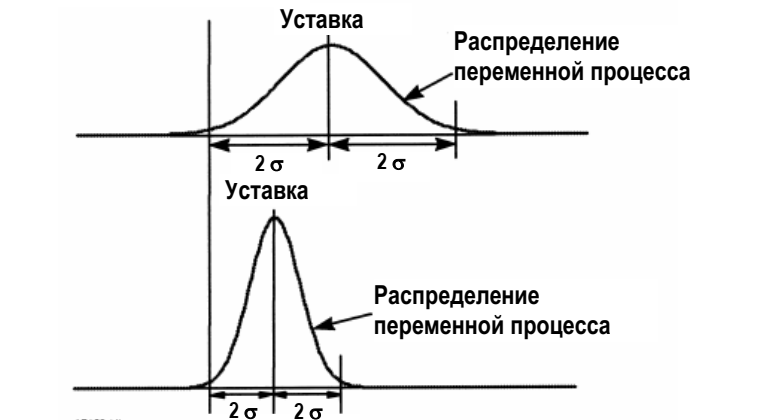 Уставка
Распределение
переменной процесса
2 σ
2 σ
Уставка
Распределение
переменной процесса
2 σ
2 σ